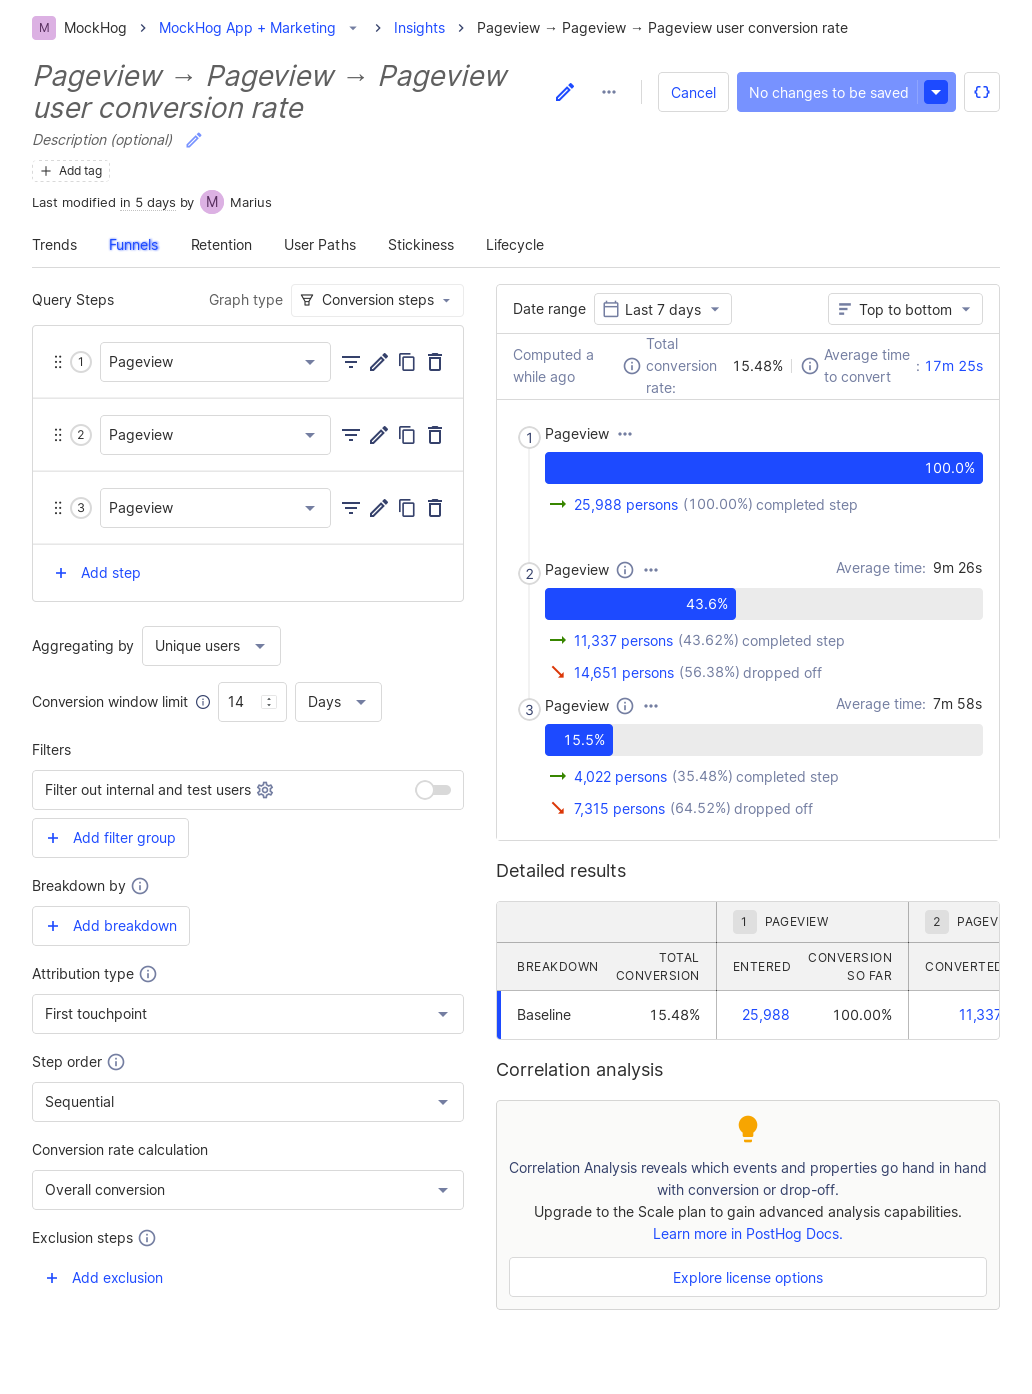 M MockHog > MockHog App + Marketing > Insights > Pageview → Pageview → Pageview user conversion rate
Pageview → Pageview → Pageview
user conversion rate
Cancel
No changes to be saved
Description (optional)
Add tag
Last modified in 5 days by M Marius
Trends Funnels Retention User Paths Stickiness Lifecycle
Query Steps
Graph type Conversion steps
1 Pageview
2 Pageview
3 Pageview
Add step
Aggregating by Unique users
Conversion window limit 14 Days
Filters
Filter out internal and test users
Add filter group
Breakdown by
Add breakdown
Attribution type
First touchpoint
Step order
Sequential
Conversion rate calculation
Overall conversion
Exclusion steps
Add exclusion
Date range Last 7 days Top to bottom
Computed a
while ago
Total
conversion
rate:
15.48%
Average time
to convert
: 17m 25s
1 Pageview
100.0%
25,988 persons (100.00%) completed step
2 Pageview Average time: 9m 26s
43.6%
11,337 persons (43.62%) completed step
14,651 persons (56.38%) dropped off
3 Pageview Average time: 7m 58s
15.5%
4,022 persons (35.48%) completed step
7,315 persons (64.52%) dropped off
Detailed results
1 PAGEVIEW 2 PAGEV
BREAKDOWN
TOTAL
CONVERSION
ENTERED
CONVERSION
SO FAR
CONVERTED
Baseline 15.48% 25,988 100.00% 11,337
Correlation analysis
Correlation Analysis reveals which events and properties go hand in hand
with conversion or drop-off.
Upgrade to the Scale plan to gain advanced analysis capabilities.
Learn more in PostHog Docs.
Explore license options